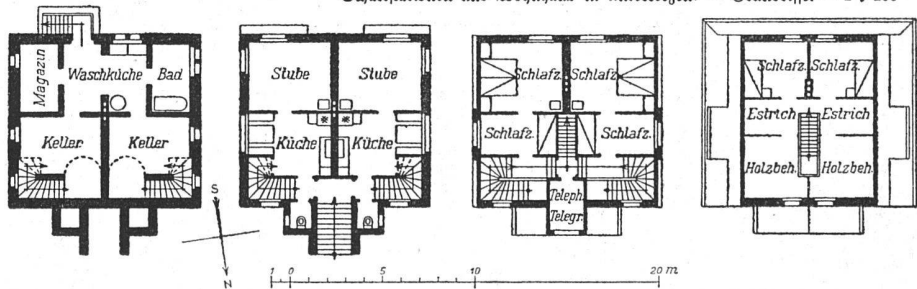 Magazin
Waschküche
Bad
Keller
Keller
Stube
Stube
Küche
Küche
Schlafz.
Schlafz.
Schlafz.
Schlafz.
Teleph.
Telegr.
Schlafz.
Schlafz.
Estrich
Estrich
Holzbeh.
Holzbeh.
S
N
1 0 5 10 20 m